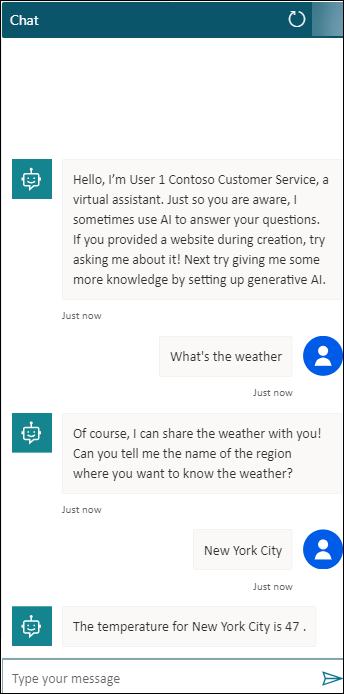 Chat
Hello, I’m User 1 Contoso Customer Service, a
virtual assistant. Just so you are aware, I
sometimes use AI to answer your questions.
If you provided a website during creation, try
asking me about it! Next try giving me some
more knowledge by setting up generative AI.
Just now
What's the weather
Just now
Of course, I can share the weather with you!
Can you tell me the name of the region
where you want to know the weather?
Just now
New York City
Just now
The temperature for New York City is 47 .
Type your message